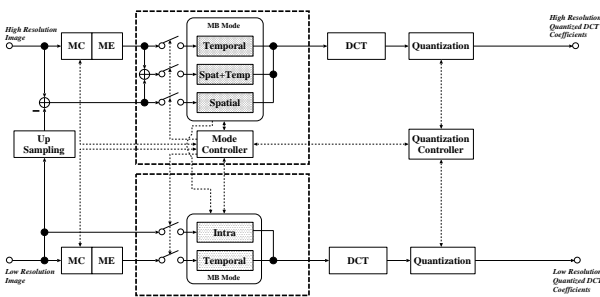 High Resolution
Image
MC
ME
MB Mode
Temporal
Spat+Temp
Spatial
DCT
Quantization
High Resolution
Quantized DCT
Coefficients
Up
Sampling
Mode
Controller
Quantization
Controller
Low Resolution
Image
MC
ME
Intra
Temporal
MB Mode
DCT
Quantization
Low Resolution
Quantized DCT
Coefficients